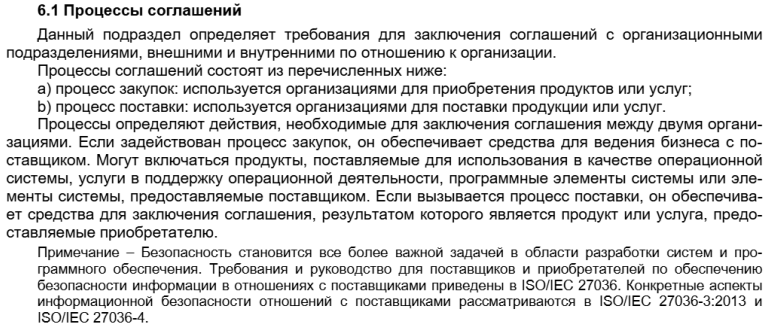 6.1 Процессы соглашений
Данный подраздел определяет требования для заключения соглашений с организационными
подразделениями, внешними и внутренними по отношению к организации.
Процессы соглашений состоят из перечисленных ниже:
a) процесс закупок: используется организациями для приобретения продуктов или услуг;
b) процесс поставки: используется организациями для поставки продукции или услуг.
Процессы определяют действия, необходимые для заключения соглашения между двумя органи-
зациями. Если задействован процесс закупок, он обеспечивает средства для ведения бизнеса с по-
ставщиком. Могут включаться продукты, поставляемые для использования в качестве операционной
системы, услуги в поддержку операционной деятельности, программные элементы системы или эле-
менты системы, предоставляемые поставщиком. Если вызывается процесс поставки, он обеспечива-
ет средства для заключения соглашения, результатом которого является продукт или услуга, предо-
ставляемые приобретателю.
Примечание – Безопасность становится все более важной задачей в области разработки систем и про-
граммного обеспечения. Требования и руководство для поставщиков и приобретателей по обеспечению
безопасности информации в отношениях с поставщиками приведены в ISO/IEC 27036. Конкретные аспекты
информационной безопасности отношений с поставщиками рассматриваются в ISO/IEC 27036-3:2013 и
ISO/IEC 27036-4.